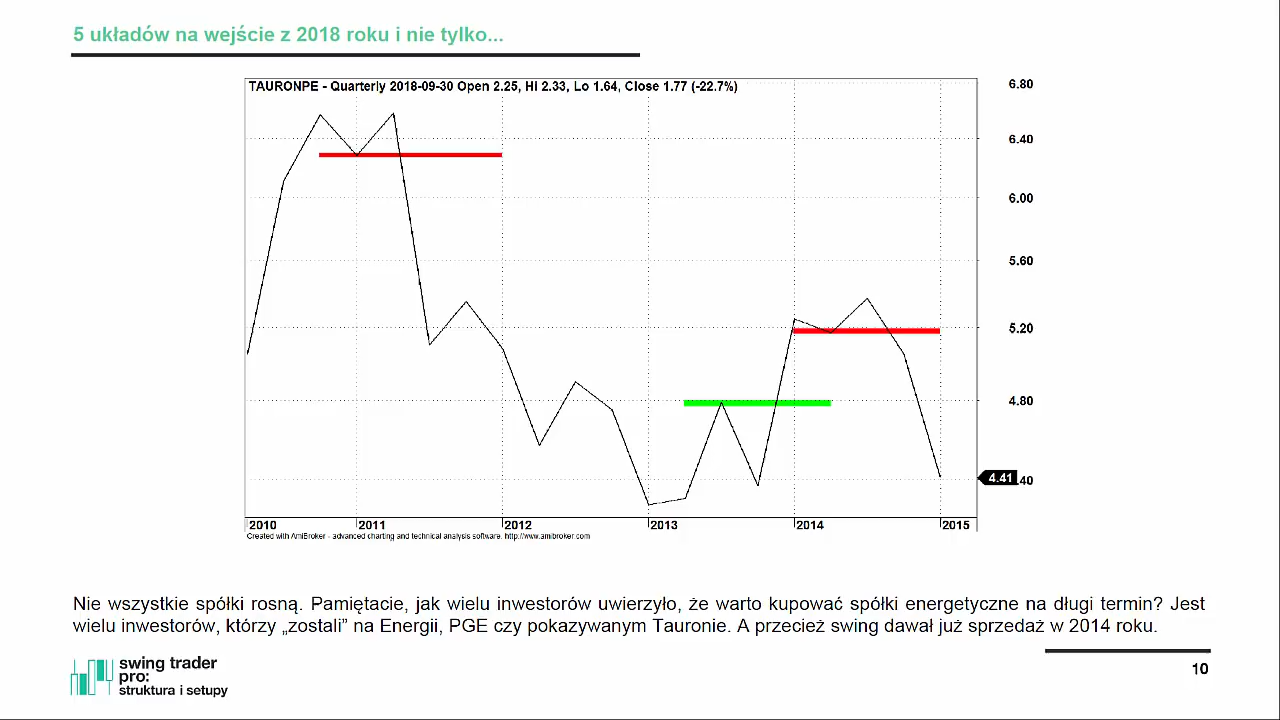 5 układów na wejście z 2018 roku i nie tylko...
TAURONPE - Quarterly 2018-09-30 Open 2.25, Hi 2.33, Lo 1.64, Close 1.77 (-22.7%)
6.80
6.40
6.00
5.60
5.20
4.80
4.41
.40
2010
2011
2012
2013
2014
2015
Created with AmiBroker - advanced charting and technical analysis software. http://www.amibroker.com
Nie wszystkie spółki rosną. Pamiętacie, jak wielu inwestorów uwierzyło, że warto kupować spółki energetyczne na długi termin? Jest
wielu inwestorów, którzy „zostali” na Energii, PGE czy pokazywanym Tauronie. A przecież swing dawał już sprzedaż w 2014 roku.
swing trader
pro:
struktura i setupy
10